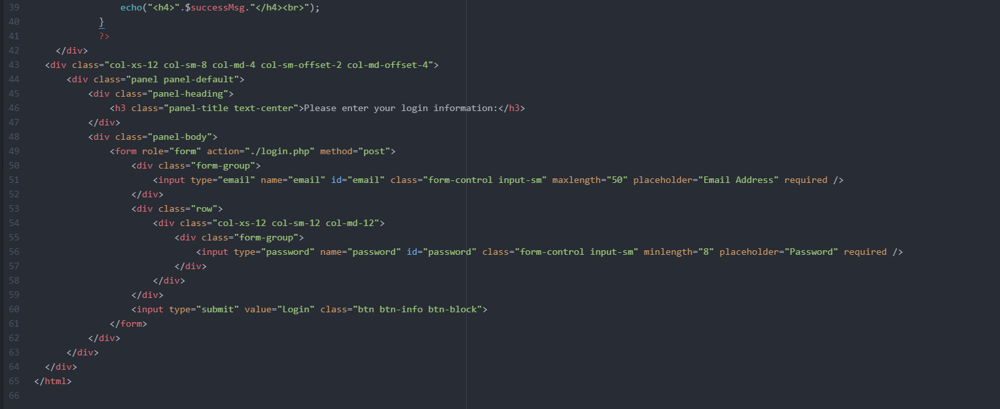 39 echo("<h4>".$successMsg."</h4><br>");
40 }
41 ?>
42 </div>
43 <div class="col-xs-12 col-sm-8 col-md-4 col-sm-offset-2 col-md-offset-4">
44 <div class="panel panel-default">
45 <div class="panel-heading">
46 <h3 class="panel-title text-center">Please enter your login information:</h3>
47 </div>
48 <div class="panel-body">
49 <form role="form" action="./login.php" method="post">
50 <div class="form-group">
51 <input type="email" name="email" id="email" class="form-control input-sm" maxlength="50" placeholder="Email Address" required />
52 </div>
53 <div class="row">
54 <div class="col-xs-12 col-sm-12 col-md-12">
55 <div class="form-group">
56 <input type="password" name="password" id="password" class="form-control input-sm" minlength="8" placeholder="Password" required />
57 </div>
58 </div>
59 </div>
60 <input type="submit" value="Login" class="btn btn-info btn-block">
61 </form>
62 </div>
63 </div>
64 </div>
65 </html>
66